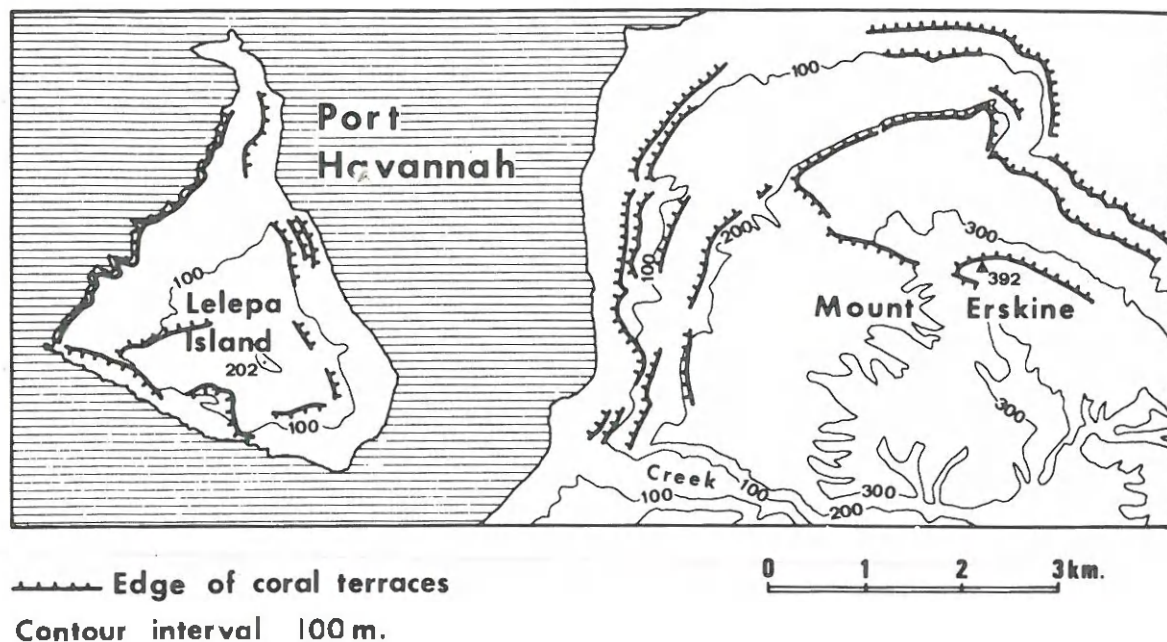 Port
Havannah
100
100
200
100
300
392
Mount Erskine
100
Lelepa
Island
202
100
300
Creek
100
100
300
200
Edge of coral terraces
0 1 2 3km.
Contour interval 100 m.